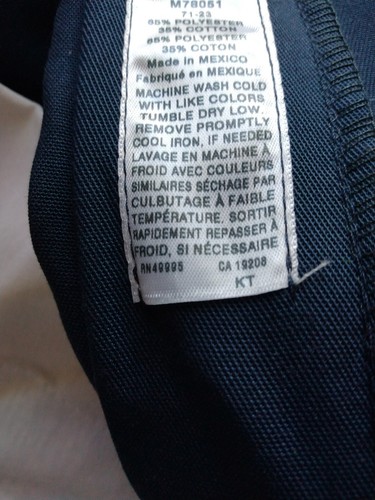 M78051
71-23
65% POLYESTER
35% COTTON
65% POLYESTER
35% COTON
Made in MEXICO
Fabriqué en MEXIQUE
MACHINE WASH COLD
WITH LIKE COLORS
TUMBLE DRY LOW.
REMOVE PROMPTLY
COOL IRON, IF NEEDED
LAVAGE EN MACHINE À
FROID AVEC COULEURS
SIMILAIRES SÉCHAGE PAR
CULBUTAGE À FAIBLE
TEMPÉRATURE. SORTIR
RAPIDEMENT REPASSER À
FROID, SI NÉCESSAIRE
RN49995 CA 19208
KT